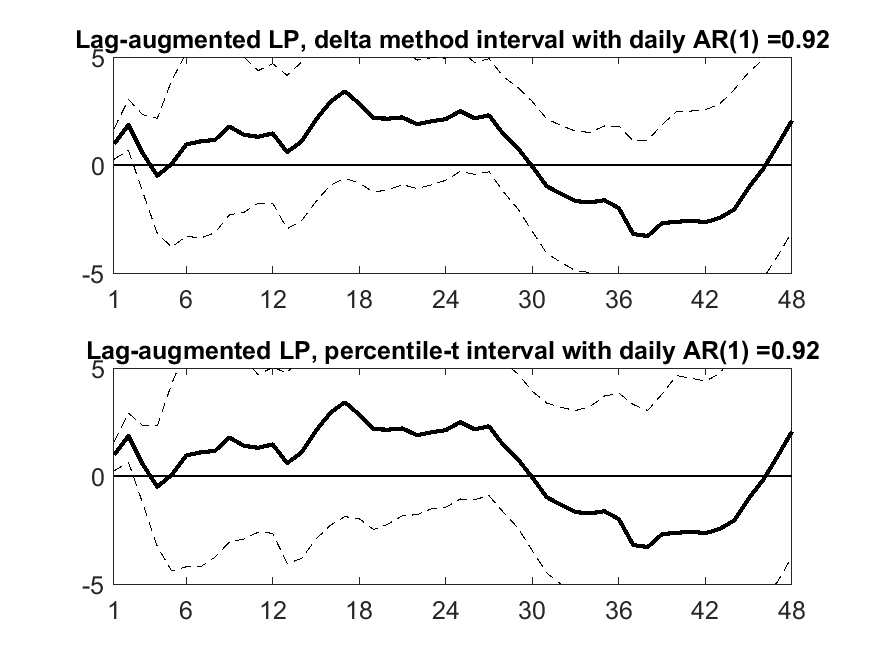 Lag-augmented LP, delta method interval with daily AR(1) =0.92
5
0
-5
1 6 12 18 24 30 36 42 48
Lag-augmented LP, percentile-t interval with daily AR(1) =0.92
5
0
-5
1 6 12 18 24 30 36 42 48